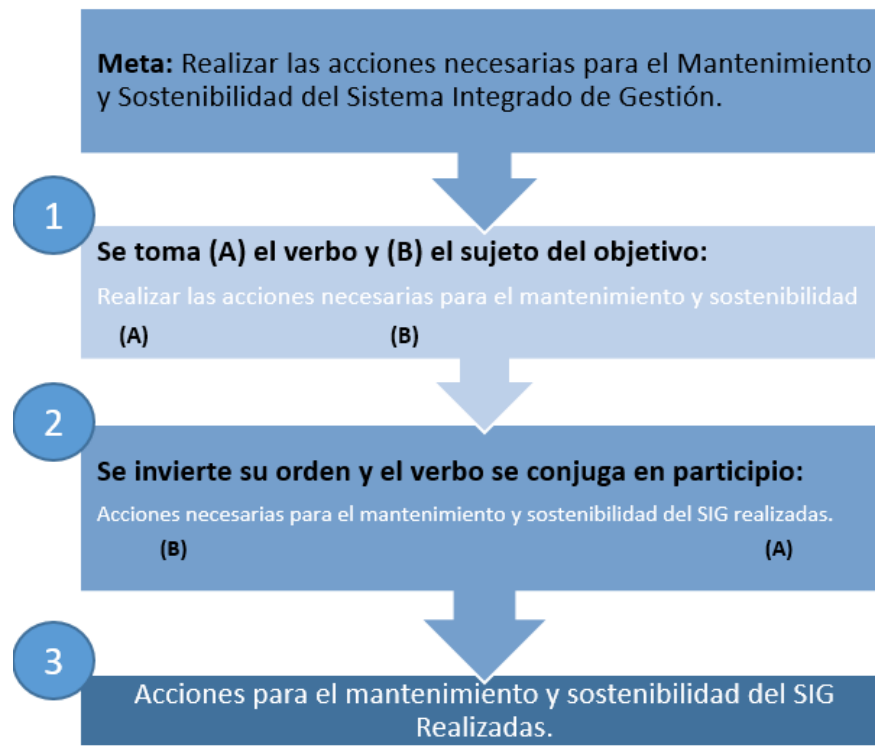 Meta: Realizar las acciones necesarias para el Mantenimiento
y Sostenibilidad del Sistema Integrado de Gestión.
1
Se toma (A) el verbo y (B) el sujeto del objetivo:
Realizar las acciones necesarias para el mantenimiento y sostenibilidad
(A) (B)
2
Se invierte su orden y el verbo se conjuga en participio:
Acciones necesarias para el mantenimiento y sostenibilidad del SIG realizadas.
(B) (A)
3
Acciones para el mantenimiento y sostenibilidad del SIG
Realizadas.